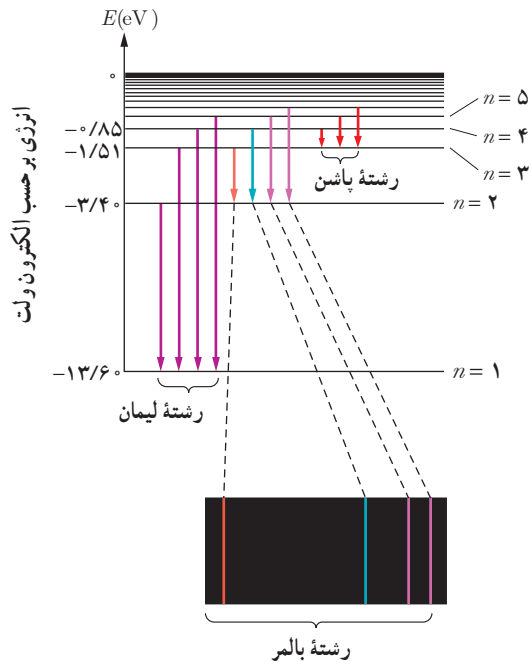 E(eV)
انرژی برحسب الکترون ولت
۰
n = ۵
−۰/۸۵
n = ۴
−۱/۵۱
n = ۳
رشتهٔ پاشن
−۳/۴۰
n = ۲
−۱۳/۶۰
n = ۱
رشتهٔ لیمان
رشتهٔ بالمر